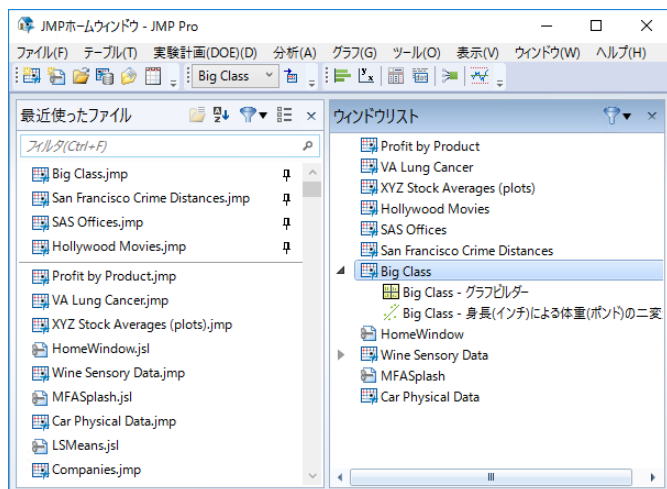 JMPホームウィンドウ - JMP Pro
ファイル(F) テーブル(T) 実験計画(DOE)(D) 分析(A) グラフ(G) ツール(O) 表示(V) ウィンドウ(W) ヘルプ(H)
Big Class
最近使ったファイル
フィルタ(Ctrl+F)
Big Class.jmp
San Francisco Crime Distances.jmp
SAS Offices.jmp
Hollywood Movies.jmp
Profit by Product.jmp
VA Lung Cancer.jmp
XYZ Stock Averages (plots).jmp
HomeWindow.jsl
Wine Sensory Data.jmp
MFASplash.jsl
Car Physical Data.jmp
LSMeans.jsl
Companies.jmp
ウィンドウリスト
Profit by Product
VA Lung Cancer
XYZ Stock Averages (plots)
Hollywood Movies
SAS Offices
San Francisco Crime Distances
Big Class
Big Class - グラフビルダー
Big Class - 身長(インチ)による体重(ポンド)の二変
HomeWindow
Wine Sensory Data
MFASplash
Car Physical Data